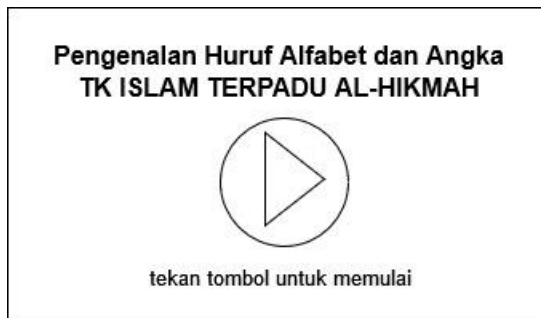 Pengenalan Huruf Alfabet dan Angka
TK ISLAM TERPADU AL-HIKMAH
tekan tombol untuk memulai